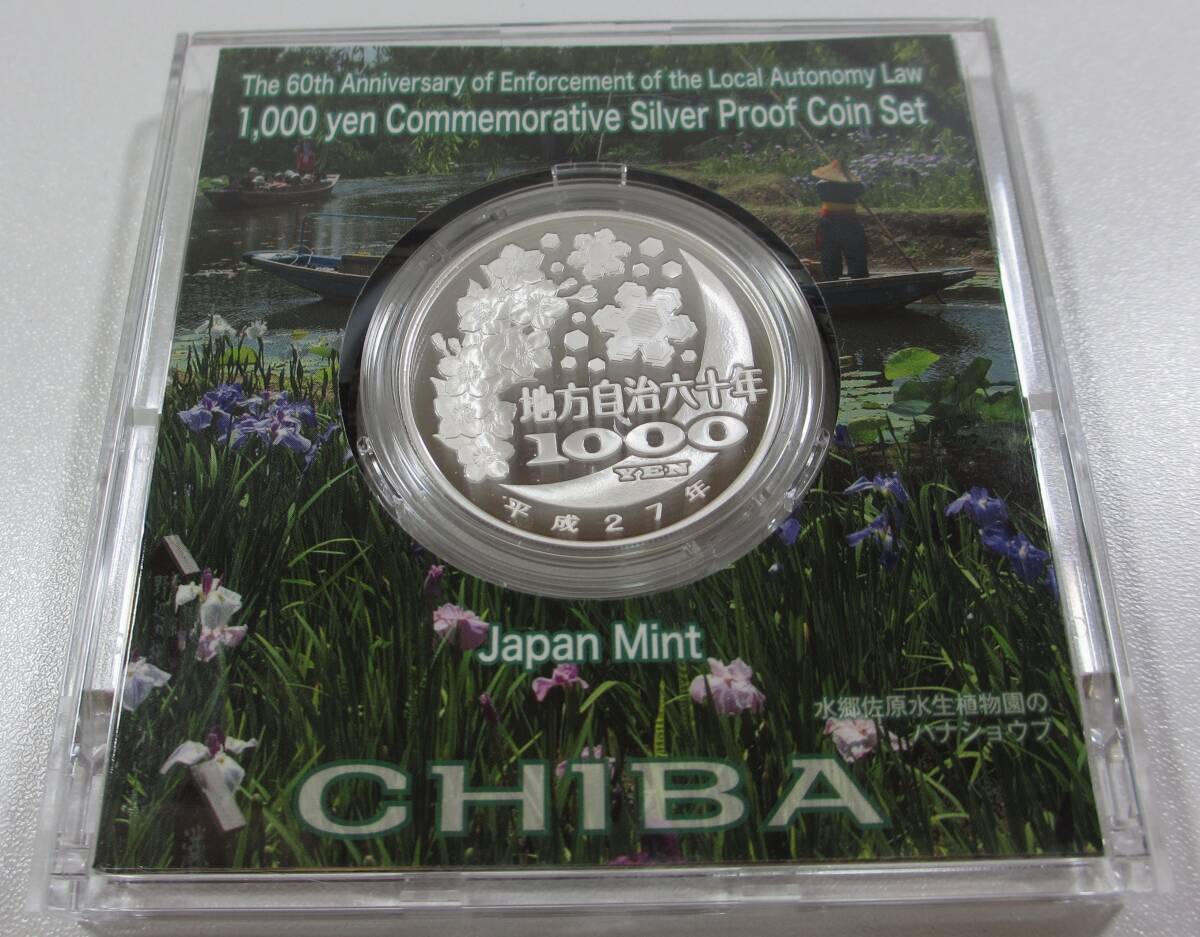 The 60th Anniversary of Enforcement of the Local Autonomy Law
1,000 yen Commemorative Silver Proof Coin Set
地方自治六十年
1000
YEN
平成27年
Japan Mint
水郷佐原水生植物園の
ハナショウブ
CHIBA